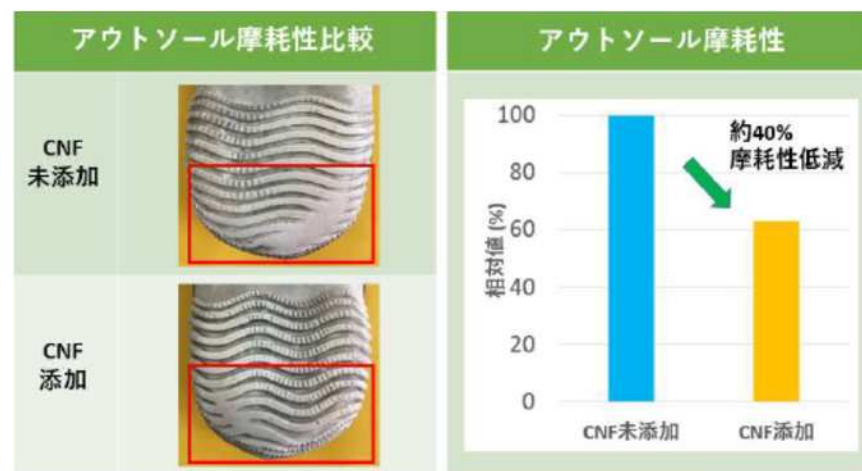 アウトソール摩耗性比較
CNF
未添加
CNF
添加
アウトソール摩耗性
約40%
摩耗性低減
相対値 (%)
100
80
60
40
20
0
CNF未添加
CNF添加